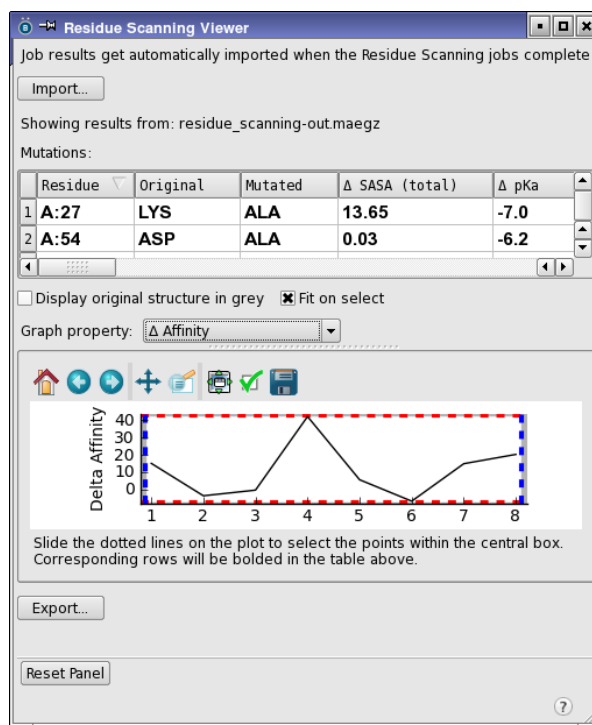 Residue Scanning Viewer
Job results get automatically imported when the Residue Scanning jobs complete
Import...
Showing results from: residue_scanning-out.maegz
Mutations:
Residue Original Mutated Δ SASA (total) Δ pKa
1 A:27 LYS ALA 13.65 -7.0
2 A:54 ASP ALA 0.03 -6.2
Display original structure in grey Fit on select
Graph property: Δ Affinity
Delta Affinity
40
30
20
10
0
1 2 3 4 5 6 7 8
Slide the dotted lines on the plot to select the points within the central box.
Corresponding rows will be bolded in the table above.
Export...
Reset Panel
?